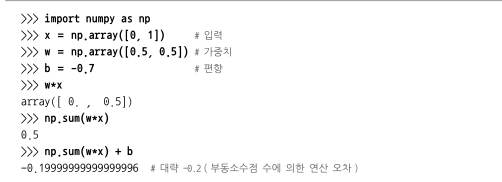 >>> import numpy as np
>>> x = np.array([0, 1])     # 입력
>>> w = np.array([0.5, 0.5]) # 가중치
>>> b = -0.7                 # 편향
>>> w*x
array([ 0. ,  0.5])
>>> np.sum(w*x)
0.5
>>> np.sum(w*x) + b
-0.19999999999999996  # 대략 -0.2 ( 부동소수점 수에 의한 연산 오차 )